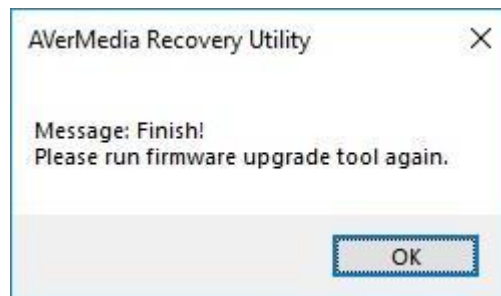 AVerMedia Recovery Utility
Message: Finish!
Please run firmware upgrade tool again.
OK